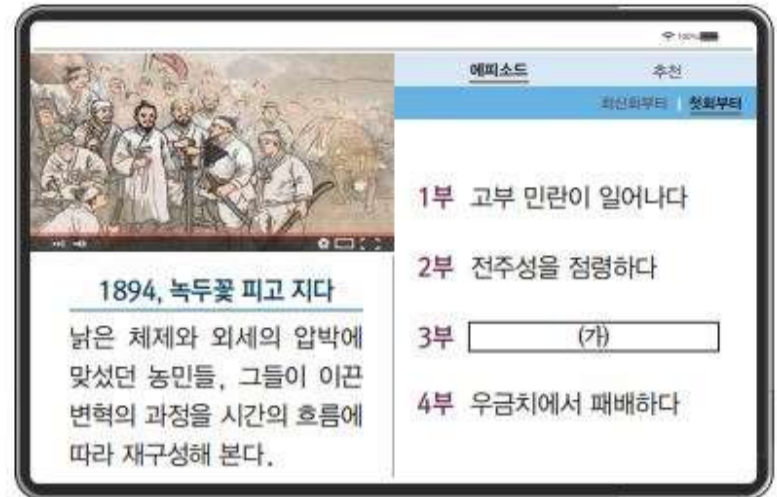 100%
에피소드 추천
최신화부터 | 첫회부터
1894, 녹두꽃 피고 지다
낡은 체제와 외세의 압박에
맞섰던 농민들, 그들이 이끈
변혁의 과정을 시간의 흐름에
따라 재구성해 본다.
1부 고부 민란이 일어나다
2부 전주성을 점령하다
3부 (가)
4부 우금치에서 패배하다